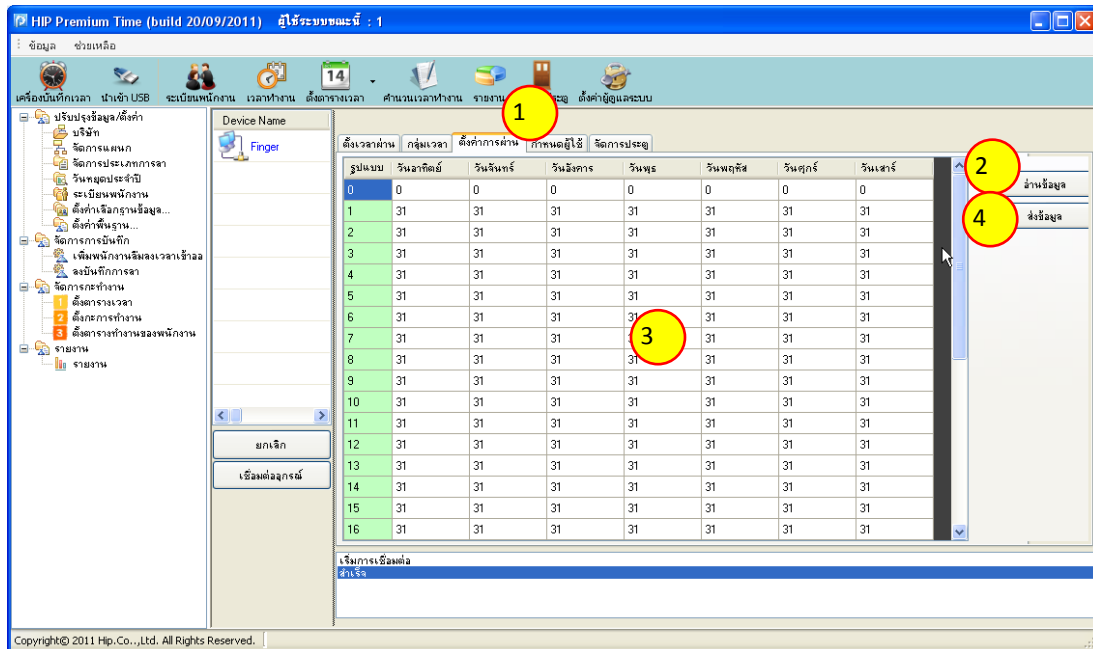 HIP Premium Time (build 20/09/2011) ผู้ใช้ระบบขณะนี้ : 1
ข้อมูล ช่วยเหลือ
14
เครื่องบันทึกเวลา นำเข้า USB ระเบียนพนักงาน เวลาทำงาน ตั้งตารางเวลา คำนวนเวลาทำงาน รายงาน ตั้งค่าผู้ดูแลระบบ
1
ปรับปรุงข้อมูล/ตั้งค่า
บริษัท
จัดการแผนก
จัดการประเภทการลา
วันหยุดประจำปี
ระเบียนพนักงาน
ตั้งค่าเลือกฐานข้อมูล...
ตั้งค่าพื้นฐาน...
จัดการการบันทึก
เพิ่มพนักงานลืมลงเวลาเข้าออ
ลงบันทึกการลา
จัดการกะทำงาน
1 ตั้งตารางเวลา
2 ตั้งกะการทำงาน
3 ตั้งตารางทำงานของพนักงาน
รายงาน
รายงาน
Device Name
Finger
ยกเลิก
เชื่อมต่ออุกรณ์
ตั้งเวลาผ่าน กลุ่มเวลา ตั้งค่าการผ่าน กำหนดผู้ใช้ จัดการประตู
รูปแบบ วันอาทิตย์ วันจันทร์ วันอังคาร วันพุธ วันพฤหัส วันศุกร์ วันเสาร์
0 0 0 0 0 0 0 0
1 31 31 31 31 31 31 31
2 31 31 31 31 31 31 31
3 31 31 31 31 31 31 31
4 31 31 31 31 31 31 31
5 31 31 31 31 31 31 31
6 31 31 31 31 31 31 31
7 31 31 31 31 31 31
8 31 31 31 31 31 31 31
9 31 31 31 31 31 31 31
10 31 31 31 31 31 31 31
11 31 31 31 31 31 31 31
12 31 31 31 31 31 31 31
13 31 31 31 31 31 31 31
14 31 31 31 31 31 31 31
15 31 31 31 31 31 31 31
16 31 31 31 31 31 31 31
3
2
อ่านข้อมูล
4
ส่งข้อมูล
เริ่มการเชื่อมต่อ
สำเร็จ
Copyright© 2011 Hip.Co..,Ltd. All Rights Reserved.